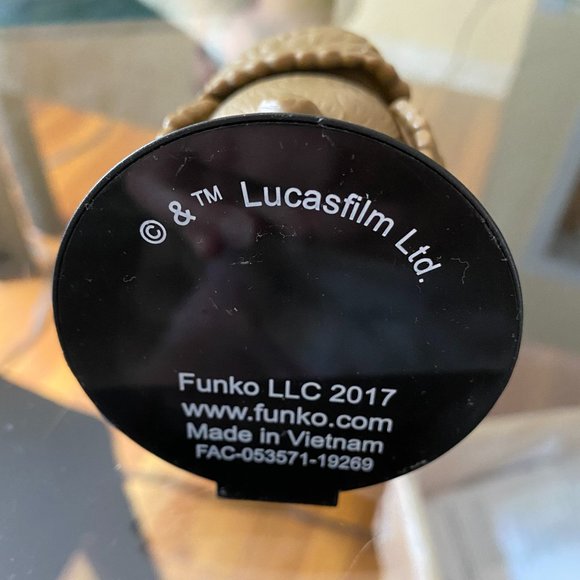 © & ™ Lucasfilm Ltd.
Funko LLC 2017
www.funko.com
Made in Vietnam
FAC-053571-19269